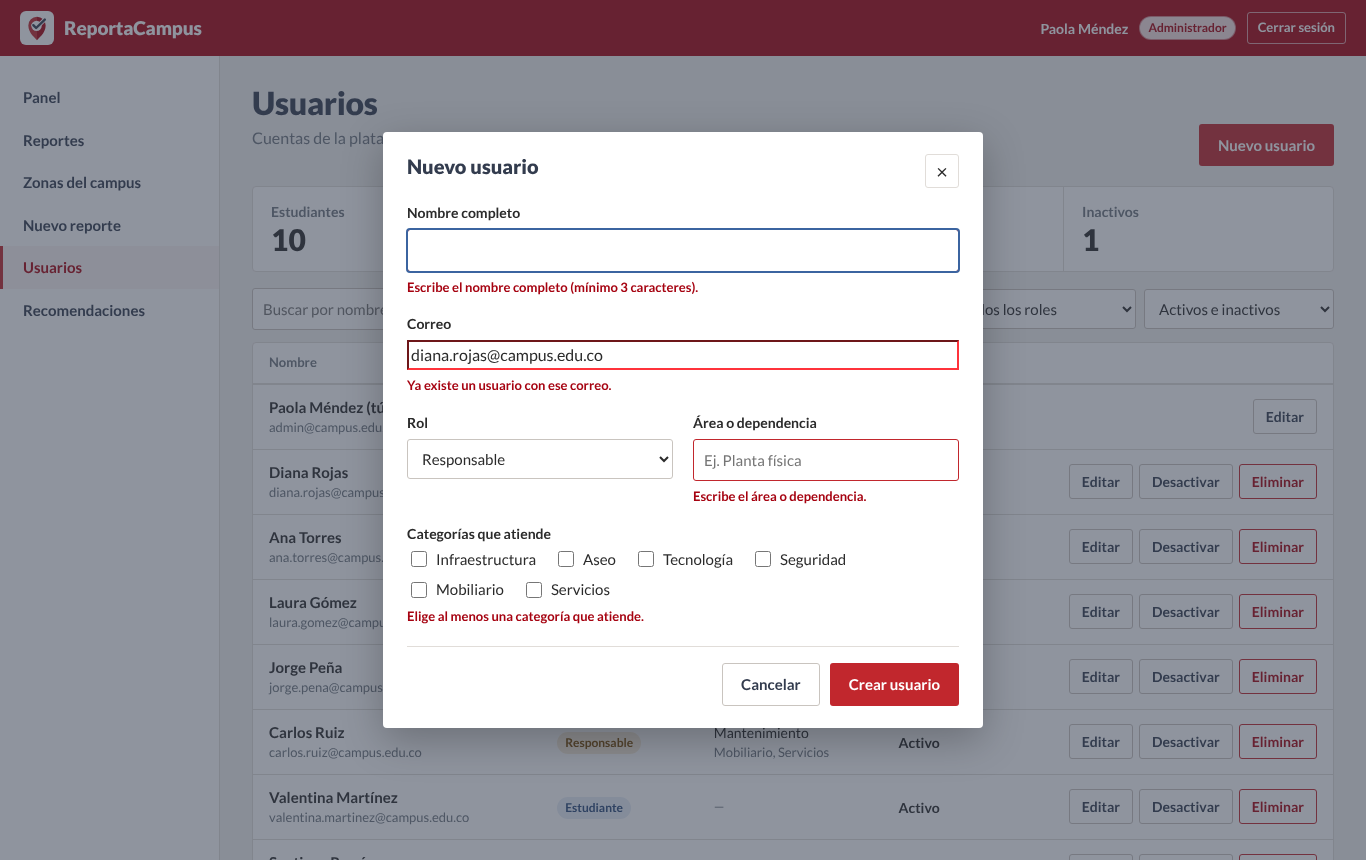 ReportaCampus
Paola Méndez Administrador Cerrar sesión
Panel
Reportes
Zonas del campus
Nuevo reporte
Usuarios
Recomendaciones
Usuarios
Cuentas de la plata
Nuevo usuario
Estudiantes
10
Inactivos
1
Buscar por nombre
los roles
Activos e inactivos
Nombre
Paola Méndez (tú
admin@campus.edu
Editar
Diana Rojas
diana.rojas@campus
Editar Desactivar Eliminar
Ana Torres
ana.torres@campus.
Editar Desactivar Eliminar
Laura Gómez
laura.gomez@campu
Editar Desactivar Eliminar
Jorge Peña
jorge.pena@campus
Editar Desactivar Eliminar
Carlos Ruiz
carlos.ruiz@campus.edu.co
Responsable
Mantenimiento
Mobiliario, Servicios
Activo
Editar Desactivar Eliminar
Valentina Martínez
valentina.martinez@campus.edu.co
Estudiante
—
Activo
Editar Desactivar Eliminar
Nuevo usuario
×
Nombre completo
Escribe el nombre completo (mínimo 3 caracteres).
Correo
diana.rojas@campus.edu.co
Ya existe un usuario con ese correo.
Rol
Responsable
Área o dependencia
Ej. Planta física
Escribe el área o dependencia.
Categorías que atiende
Infraestructura Aseo Tecnología Seguridad
Mobiliario Servicios
Elige al menos una categoría que atiende.
Cancelar Crear usuario